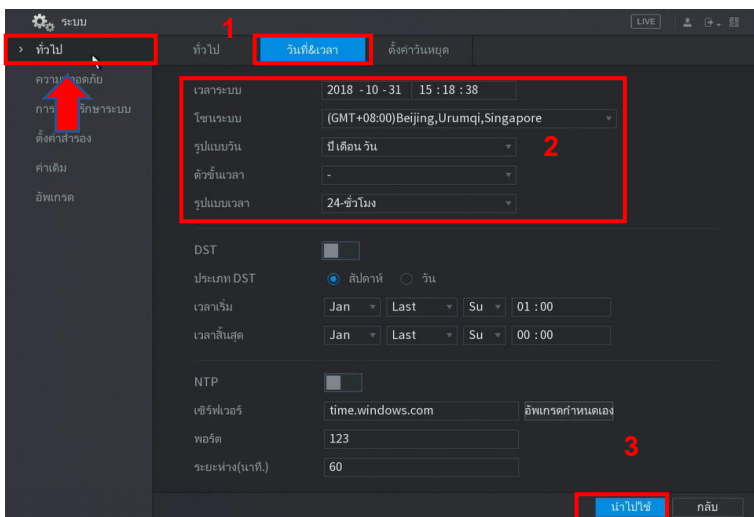 ระบบ
LIVE
1
ทั่วไป
ทั่วไป
วันที่&เวลา
ตั้งค่าวันหยุด
ตั้งค่าสำรอง
ค่าเดิม
อัพเกรด
2
เวลาระบบ 2018 - 10 - 31 15 : 18 : 38
โซนระบบ (GMT+08:00)Beijing,Urumqi,Singapore
รูปแบบวัน ปี เดือน วัน
ตัวขั้นเวลา -
รูปแบบเวลา 24-ชั่วโมง
DST
ประเภท DST สัปดาห์ วัน
เวลาเริ่ม Jan Last Su 01 : 00
เวลาสิ้นสุด Jan Last Su 00 : 00
NTP
เซิร์ฟเวอร์ time.windows.com อัพเกรดกำหนดเอง
พอร์ต 123
ระยะห่าง(นาที.) 60
3
นำไปใช้ กลับ